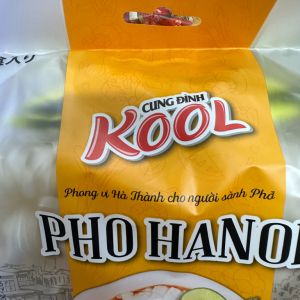 CUNG ĐÌNH
KOOL
Phong vị Hà Thành cho người sành Phở
PHO HANOI